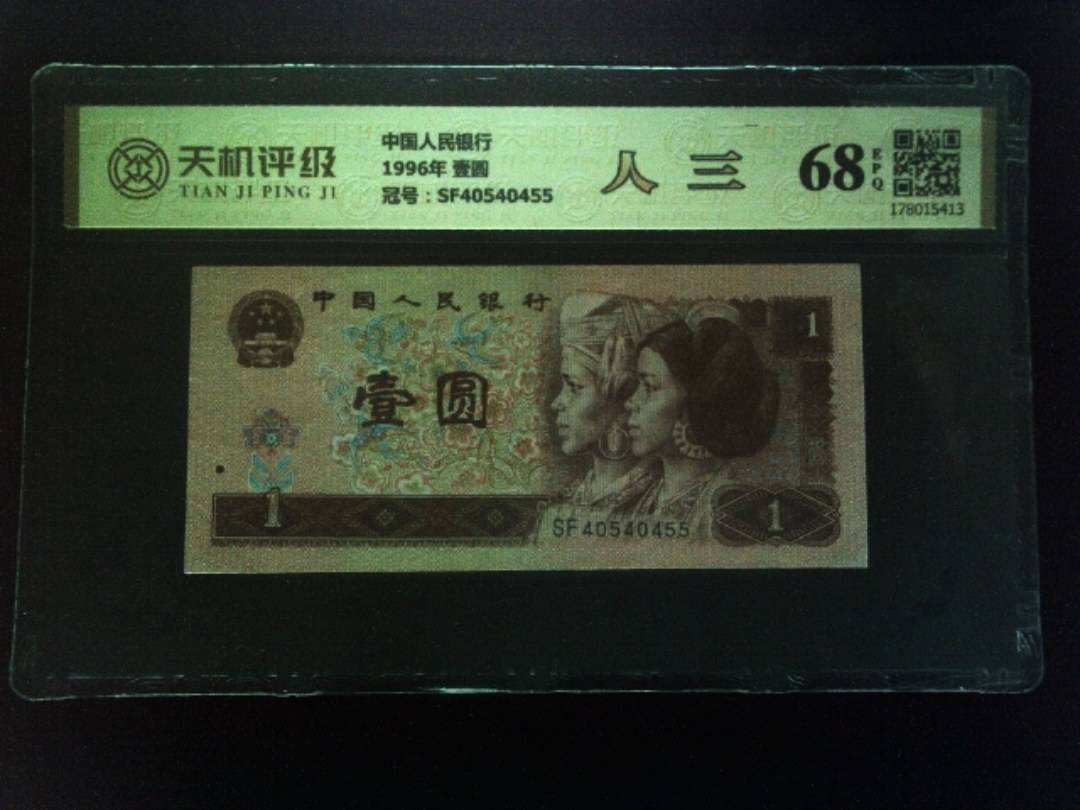 天机评级
TIAN JI PING JI
中国人民银行
1996年 壹圆
冠号：SF40540455
人三
68
EPQ
178015413
中国人民银行
1
壹圆
1
SF40540455
1